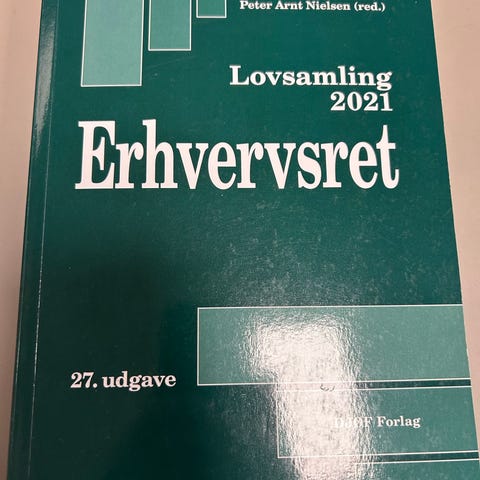 Peter Arnt Nielsen (red.)
Lovsamling
2021
Erhvervsret
27. udgave
DJØF Forlag